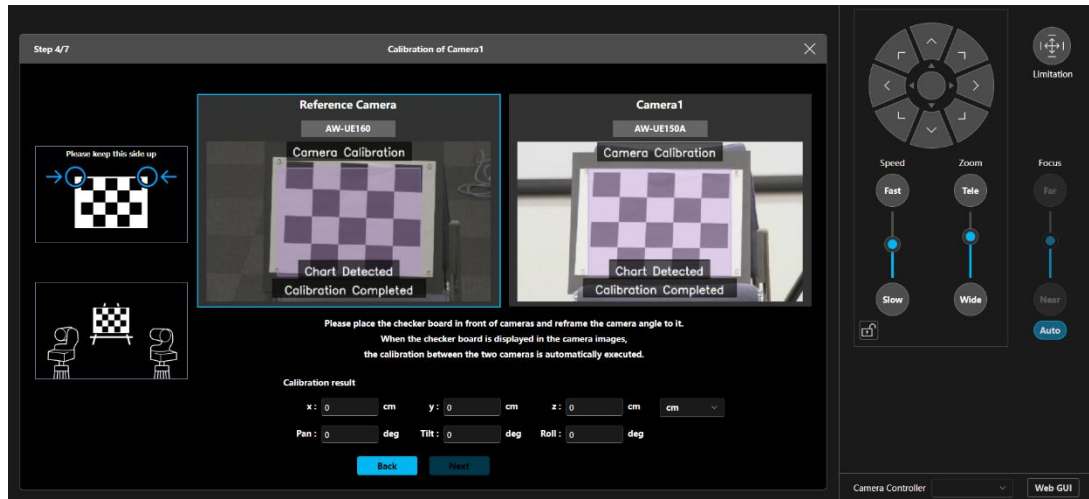 Step 4/7
Calibration of Camera1
Please keep this side up
Reference Camera
AW-UE160
Camera Calibration
Chart Detected
Calibration Completed
Camera1
AW-UE150A
Camera Calibration
Chart Detected
Calibration Completed
Please place the checker board in front of cameras and reframe the camera angle to it.
When the checker board is displayed in the camera images,
the calibration between the two cameras is automatically executed.
Calibration result
x : 0 cm y : 0 cm z : 0 cm cm
Pan : 0 deg Tilt : 0 deg Roll : 0 deg
Back Next
Limitation
Speed Zoom Focus
Fast Tele Far
Slow Wide Near
Auto
Camera Controller Web GUI